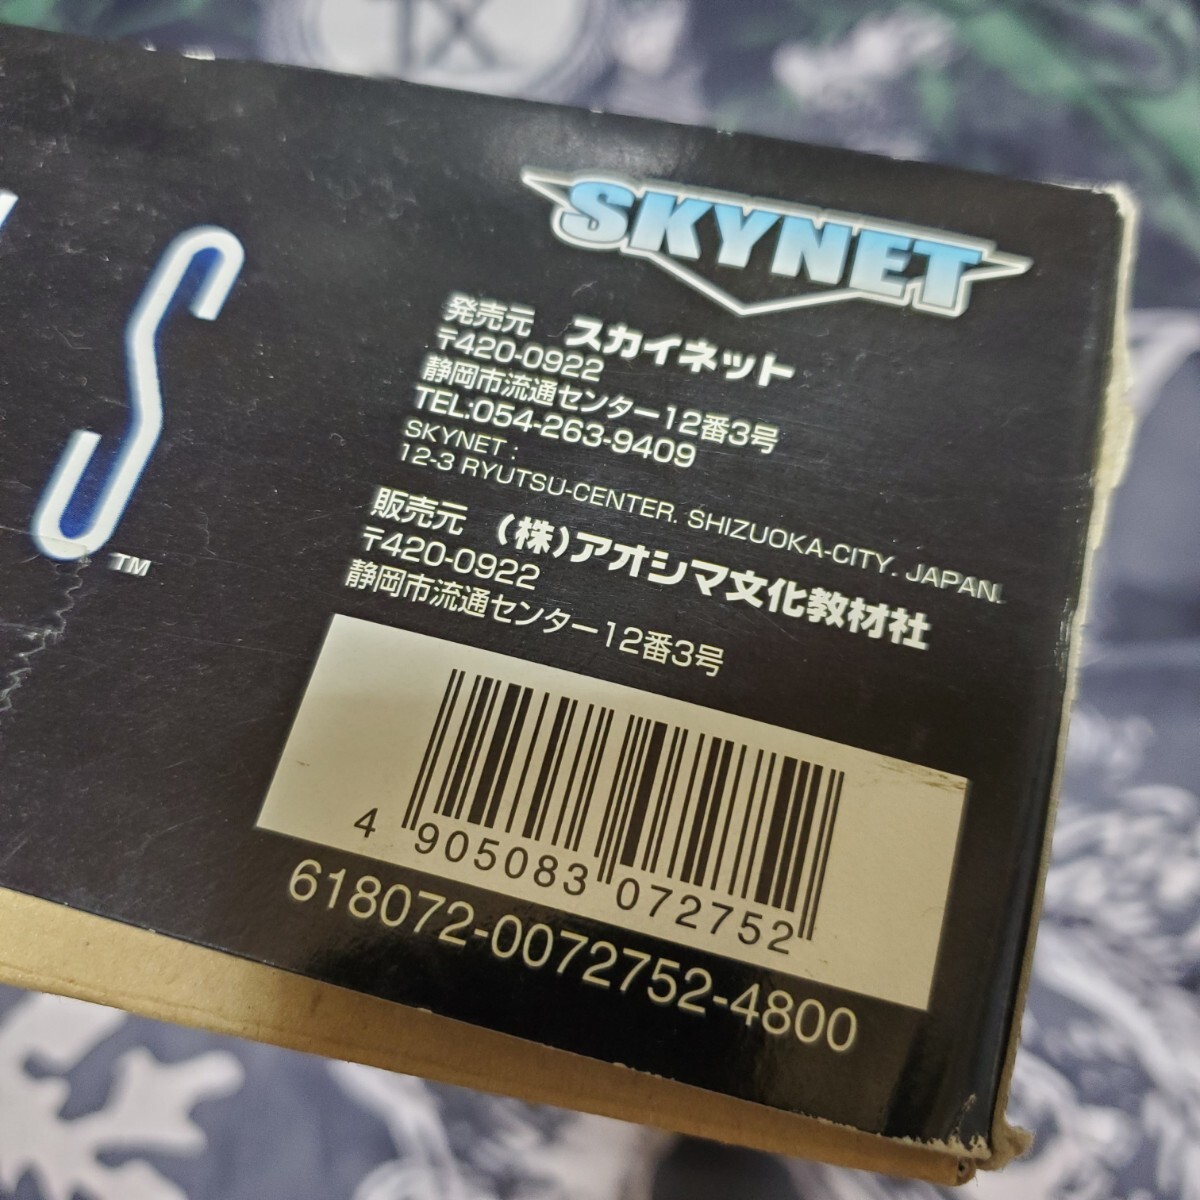 S
TM
SKYNET
発売元 スカイネット
〒420-0922
静岡市流通センター12番3号
TEL:054-263-9409
SKYNET :
12-3 RYUTSU-CENTER. SHIZUOKA-CITY. JAPAN.
販売元 (株)アオシマ文化教材社
〒420-0922
静岡市流通センター12番3号
4 905083 072752
618072-0072752-4800